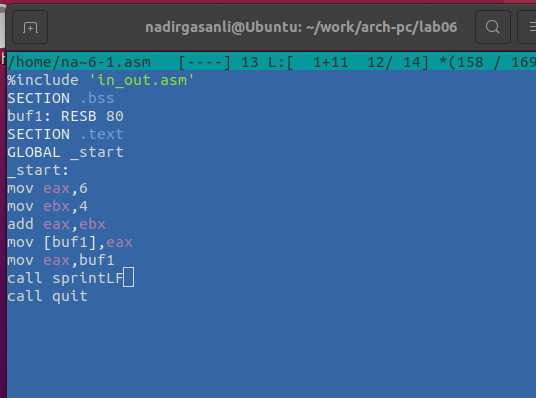 nadirgasanli@Ubuntu: ~/work/arch-pc/lab06
/home/na~6-1.asm   [----] 13 L:[  1+11  12/ 14] *(158 / 169
%include 'in_out.asm'
SECTION .bss
buf1: RESB 80
SECTION .text
GLOBAL _start
_start:
mov eax,6
mov ebx,4
add eax,ebx
mov [buf1],eax
mov eax,buf1
call sprintLF
call quit